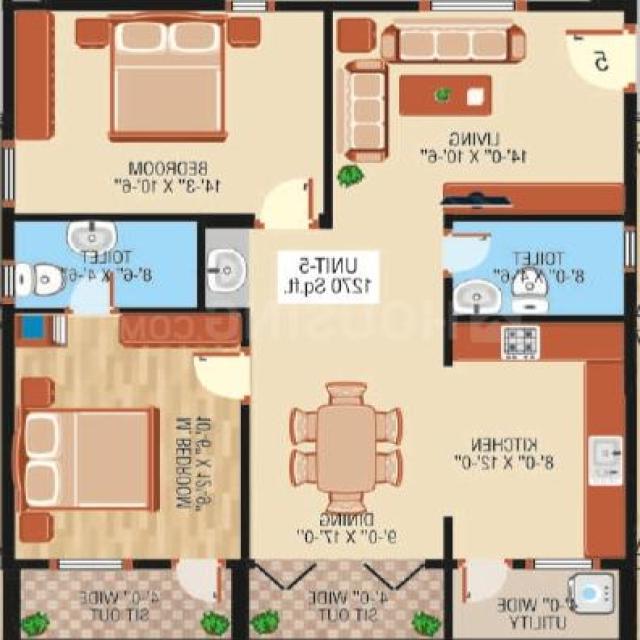 5
LIVING
14'-0" X 10'-6"
BEDROOM
14'-3" X 10'-6"
TOILET
8'-6" X 4'-6"
UNIT-5
1270 Sq.ft.
TOILET
8'-0" X 4'-6"
HOUSING.COM
M. BEDROOM
10'-6" X 12'-9"
KITCHEN
8'-0" X 12'-0"
DINING
9'-0" X 17'-0"
4'-0" WIDE
SIT OUT
4'-0" WIDE
SIT OUT
4'-0" WIDE
UTILITY